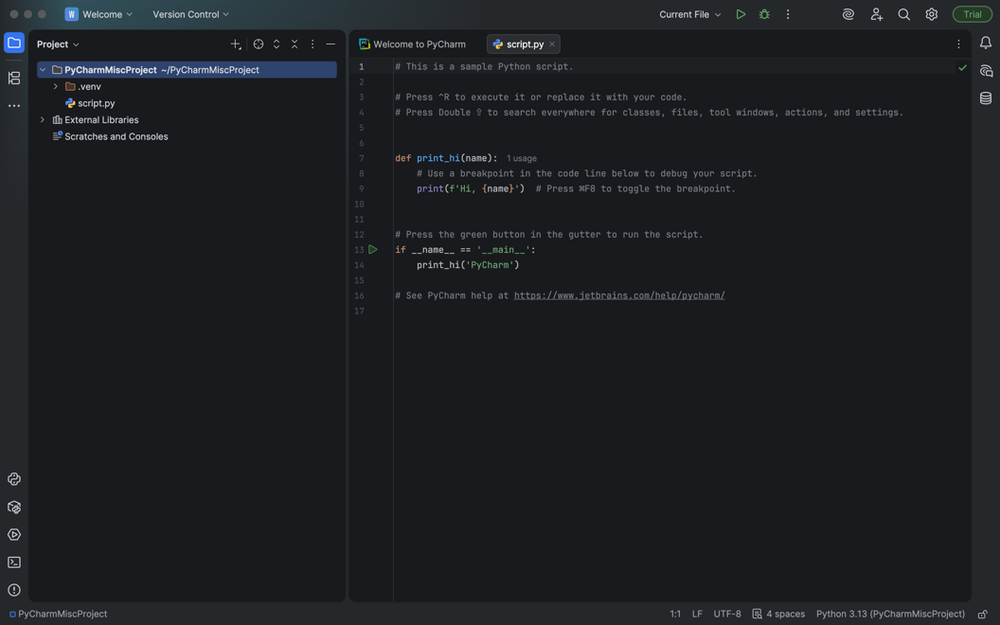 W Welcome Version Control Current File Trial
Project
PyCharmMiscProject ~/PyCharmMiscProject
.venv
script.py
External Libraries
Scratches and Consoles
Welcome to PyCharm script.py
1 # This is a sample Python script.
2
3 # Press ^R to execute it or replace it with your code.
4 # Press Double ⇧ to search everywhere for classes, files, tool windows, actions, and settings.
5
6
7 def print_hi(name): 1 usage
8 # Use a breakpoint in the code line below to debug your script.
9 print(f'Hi, {name}') # Press ⌘F8 to toggle the breakpoint.
10
11
12 # Press the green button in the gutter to run the script.
13 if __name__ == '__main__':
14 print_hi('PyCharm')
15
16 # See PyCharm help at https://www.jetbrains.com/help/pycharm/
17
PyCharmMiscProject 1:1 LF UTF-8 4 spaces Python 3.13 (PyCharmMiscProject)